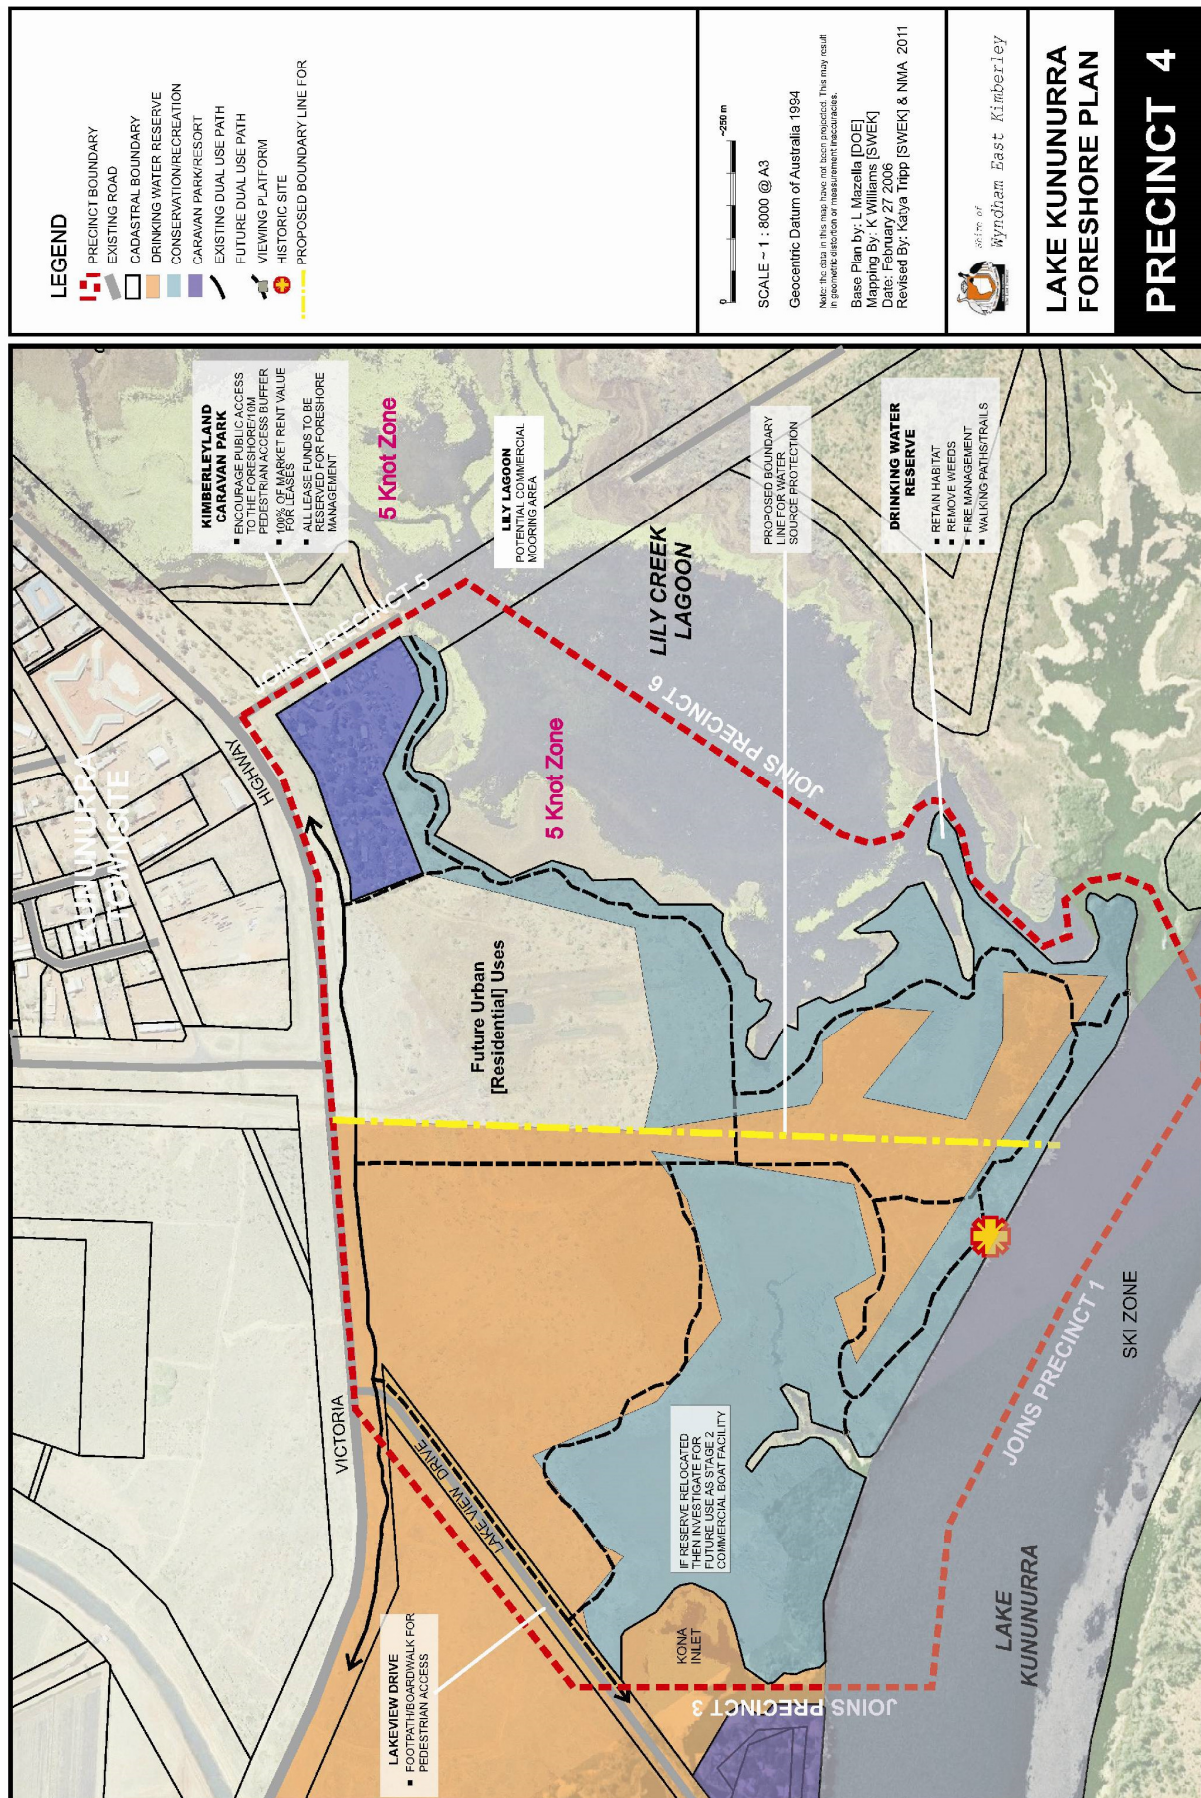 LEGEND
PRECINCT BOUNDARY
EXISTING ROAD
CADASTRAL BOUNDARY
DRINKING WATER RESERVE
CONSERVATION/RECREATION
CARAVAN PARK/RESORT
EXISTING DUAL USE PATH
FUTURE DUAL USE PATH
VIEWING PLATFORM
HISTORIC SITE
PROPOSED BOUNDARY LINE FOR
0
~250 m
SCALE ~ 1 : 8000 @ A3
Geocentric Datum of Australia 1994
Note: the data in this map have not been projected. This may result
in geometric distortion or measurement inaccuracies.
Base Plan by: L Mazella [DOE]
Mapping By: K Williams [SWEK]
Date: February 27 2006
Revised By: Katya Tripp [SWEK] & NMA 2011
Shire of
Wyndham East Kimberley
LAKE KUNUNURRA
FORESHORE PLAN
PRECINCT 4
KUNUNURRA
TOWNSITE
HIGHWAY
VICTORIA
JOINS PRECINCT 5
KIMBERLEYLAND
CARAVAN PARK
▪ ENCOURAGE PUBLIC ACCESS
TO THE FORESHORE/10M
PEDESTRIAN ACCESS BUFFER
▪ 100% OF MARKET RENT VALUE
FOR LEASES
▪ ALL LEASE FUNDS TO BE
RESERVED FOR FORESHORE
MANAGEMENT
5 Knot Zone
LILY LAGOON
POTENTIAL COMMERCIAL
MOORING AREA
LILY CREEK
LAGOON
5 Knot Zone
JOINS PRECINCT 6
PROPOSED BOUNDARY
LINE FOR WATER
SOURCE PROTECTION
DRINKING WATER
RESERVE
▪ RETAIN HABITAT
▪ REMOVE WEEDS
▪ FIRE MANAGEMENT
▪ WALKING PATHS/TRAILS
Future Urban
[Residential] Uses
LAKE VIEW DRIVE
LAKEVIEW DRIVE
▪ FOOTPATH/BOARDWALK FOR
PEDESTRIAN ACCESS
IF RESERVE RELOCATED
THEN INVESTIGATE FOR
FUTURE USE AS STAGE 2
COMMERCIAL BOAT FACILITY
KONA
INLET
JOINS PRECINCT 3
LAKE
KUNUNURRA
JOINS PRECINCT 1
SKI ZONE